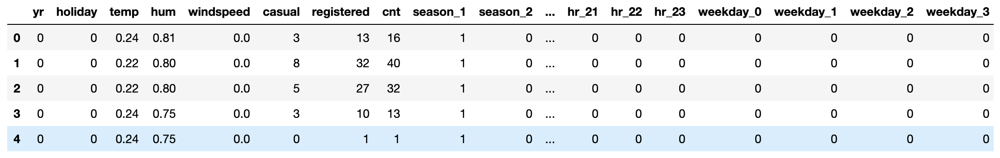 yr holiday temp hum windspeed casual registered cnt season_1 season_2 ... hr_21 hr_22 hr_23 weekday_0 weekday_1 weekday_2 weekday_3
0 0 0 0.24 0.81 0.0 3 13 16 1 0 ... 0 0 0 0 0 0 0
1 0 0 0.22 0.80 0.0 8 32 40 1 0 ... 0 0 0 0 0 0 0
2 0 0 0.22 0.80 0.0 5 27 32 1 0 ... 0 0 0 0 0 0 0
3 0 0 0.24 0.75 0.0 3 10 13 1 0 ... 0 0 0 0 0 0 0
4 0 0 0.24 0.75 0.0 0 1 1 1 0 ... 0 0 0 0 0 0 0